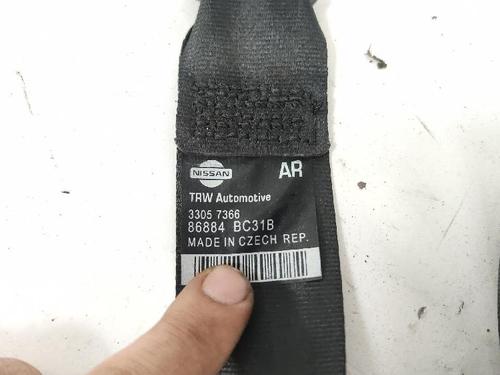 NISSAN AR
TRW Automotive
3305 7366
86884 BC31B
MADE IN CZECH REP.